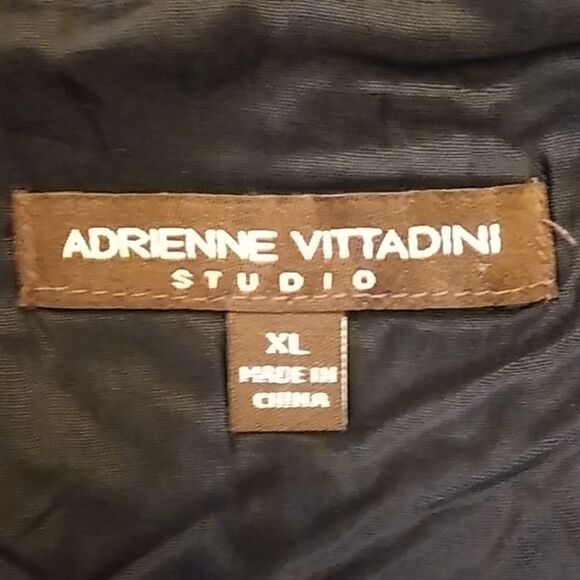 ADRIENNE VITTADINI
STUDIO
XL
MADE IN
CHINA